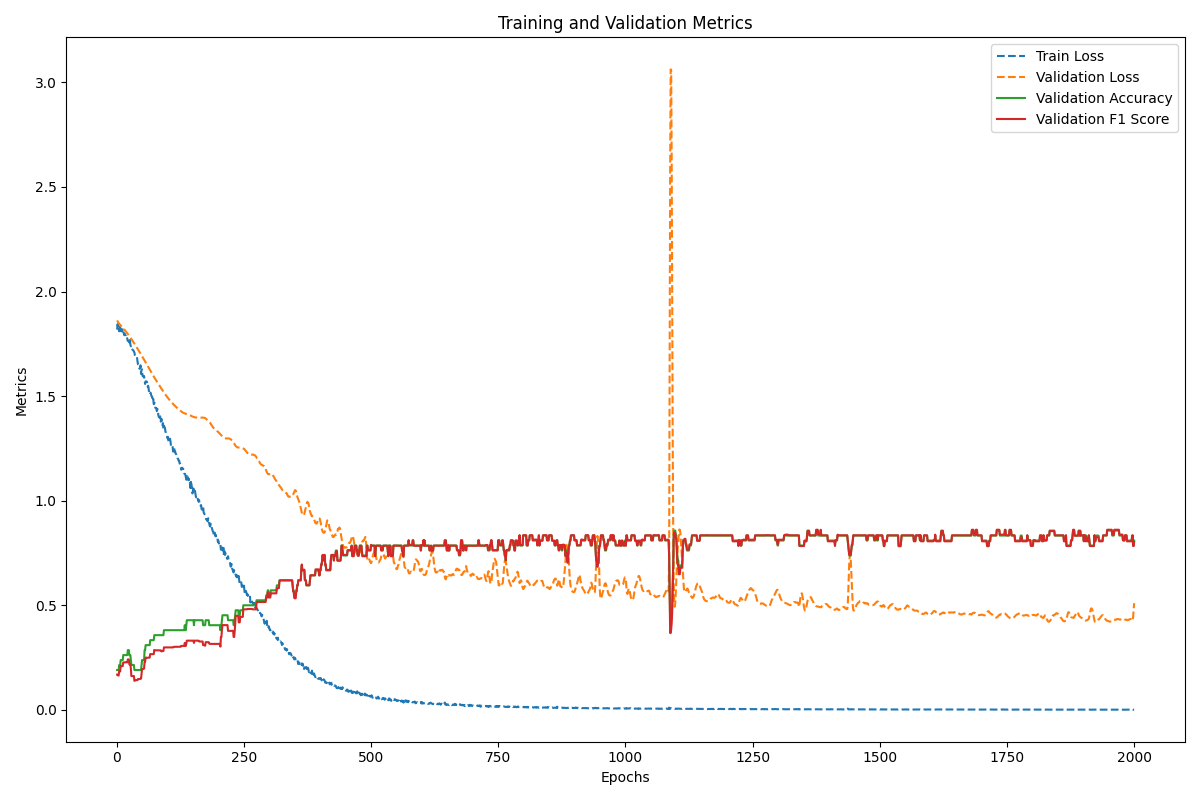 Training and Validation Metrics
Train Loss
Validation Loss
Validation Accuracy
Validation F1 Score
Metrics
3.0
2.5
2.0
1.5
1.0
0.5
0.0
0 250 500 750 1000 1250 1500 1750 2000
Epochs